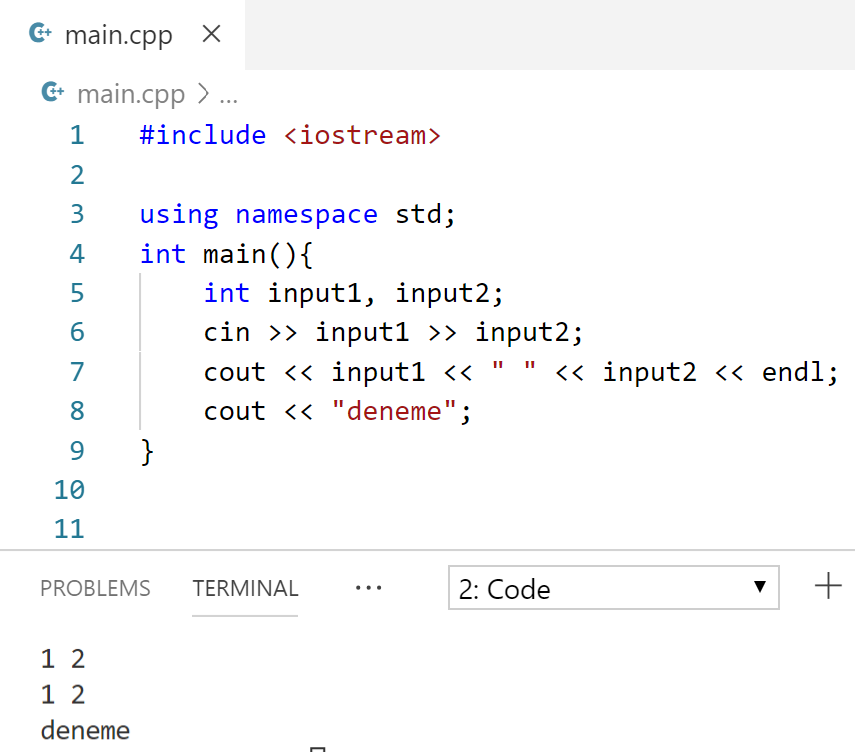 main.cpp ×
main.cpp > ...
1 #include <iostream>
2
3 using namespace std;
4 int main(){
5     int input1, input2;
6     cin >> input1 >> input2;
7     cout << input1 << " " << input2 << endl;
8     cout << "deneme";
9 }
10
11
PROBLEMS TERMINAL ... 2: Code ▼ +
1 2
1 2
deneme